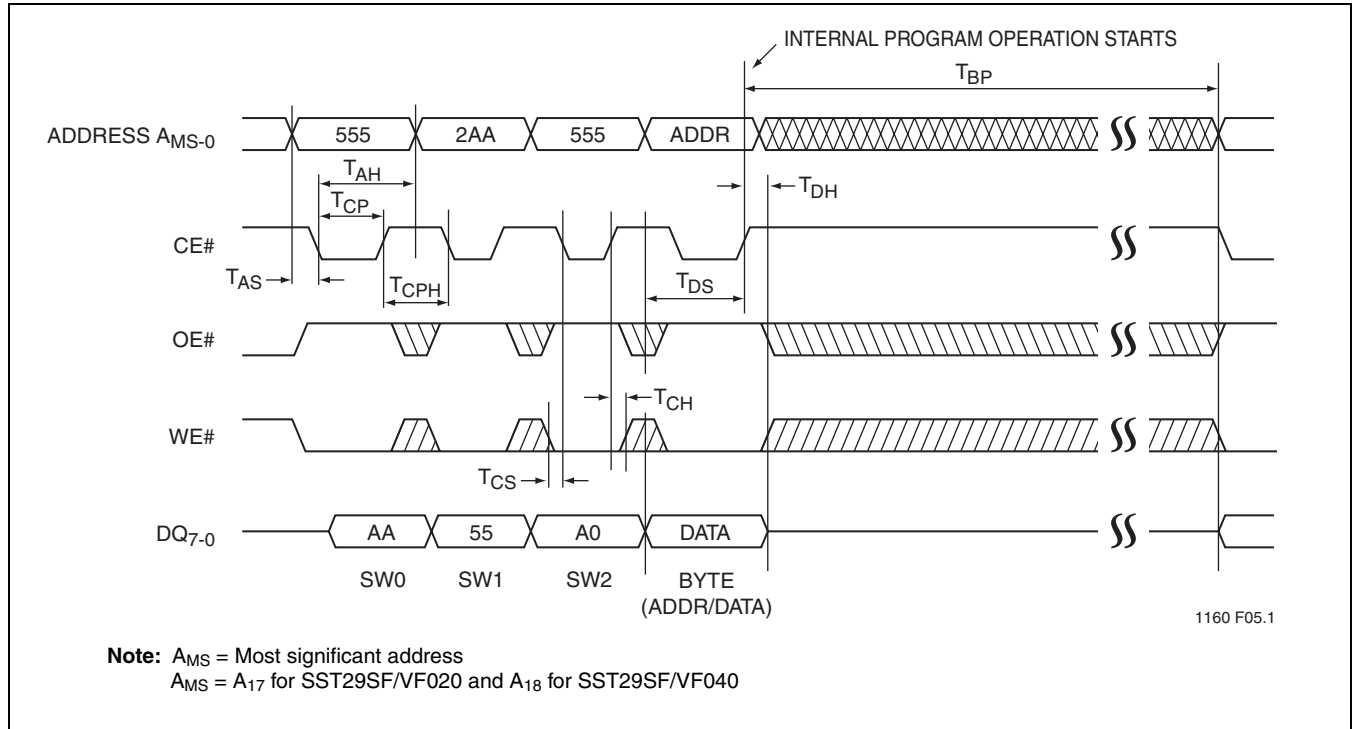 INTERNAL PROGRAM OPERATION STARTS
TBP
ADDRESS AMS-0
555
2AA
555
ADDR
TAH
TDH
TCP
CE#
TAS
TCPH
TDS
OE#
TCH
WE#
TCS
DQ7-0
AA
55
A0
DATA
SW0
SW1
SW2
BYTE
(ADDR/DATA)
1160 F05.1
Note: AMS = Most significant address
AMS = A17 for SST29SF/VF020 and A18 for SST29SF/VF040